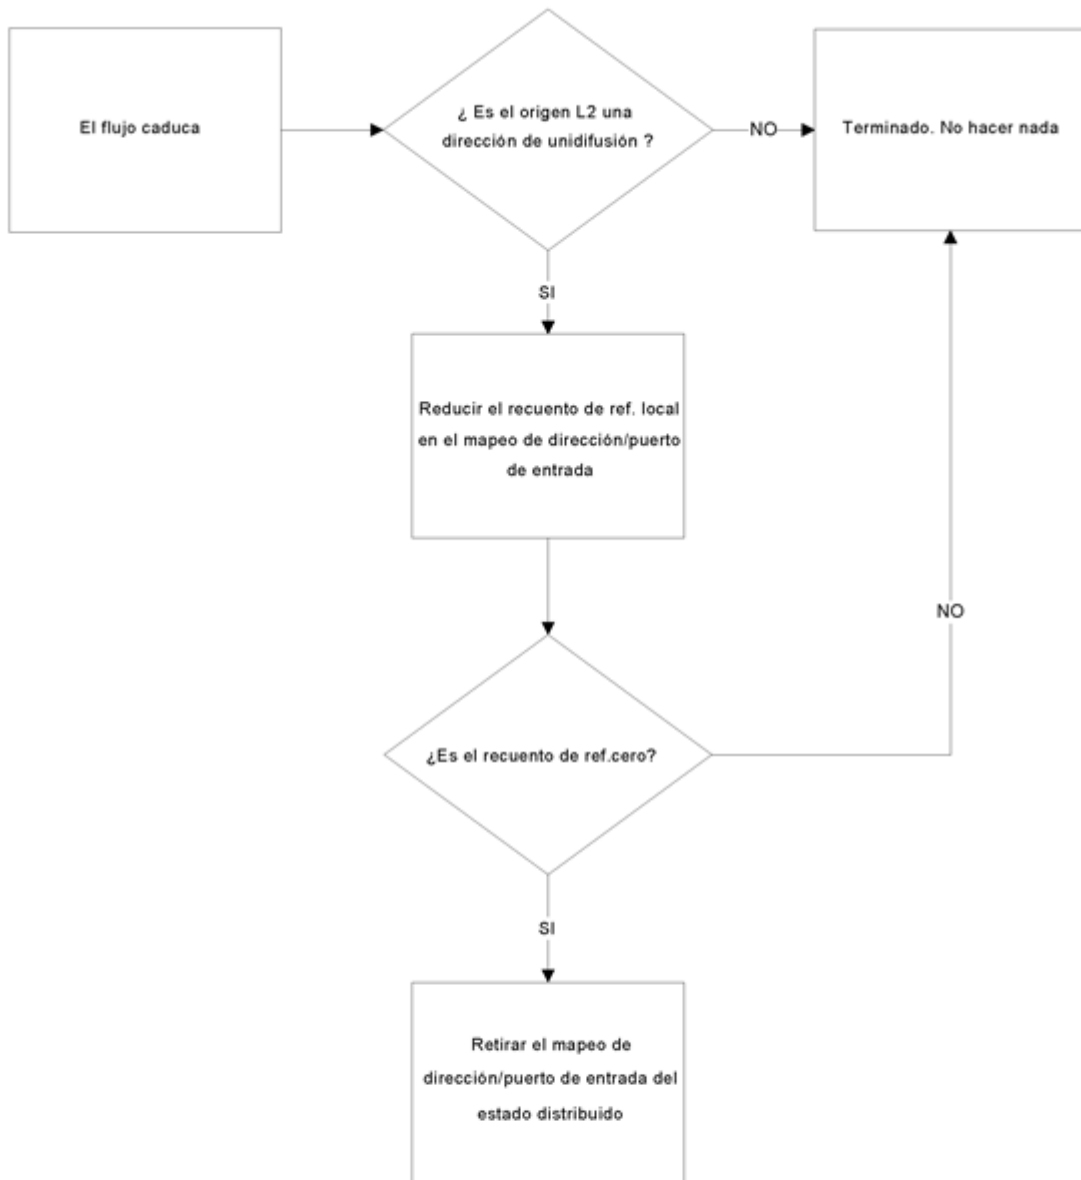 El flujo caduca
¿ Es el origen L2 una
dirección de unidifusión ?
NO
Terminado. No hacer nada
SI
Reducir el recuento de ref. local
en el mapeo de dirección/puerto
de entrada
NO
¿Es el recuento de ref.cero?
SI
Retirar el mapeo de
dirección/puerto de entrada del
estado distribuido